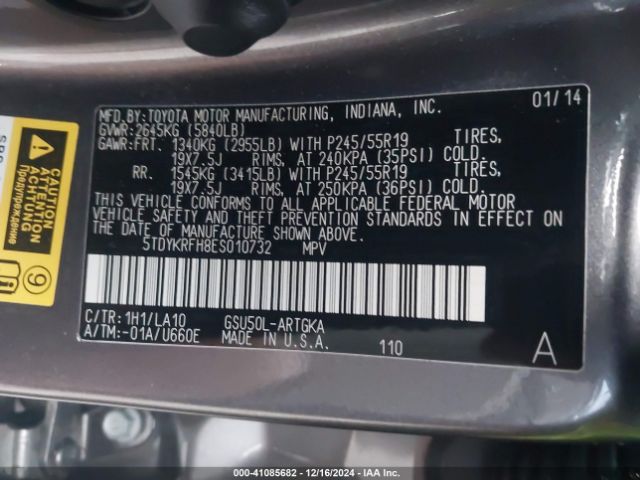 MFD. BY: TOYOTA MOTOR MANUFACTURING, INDIANA, INC. 01/14
GVWR: 2645KG (5840LB)
GAWR: FRT. 1340KG (2955LB) WITH P245/55R19 TIRES,
19X7.5J RIMS, AT 240KPA (35PSI) COLD.
RR. 1545KG (3415LB) WITH P245/55R19 TIRES,
19X7.5J RIMS, AT 250KPA (36PSI) COLD.
THIS VEHICLE CONFORMS TO ALL APPLICABLE FEDERAL MOTOR
VEHICLE SAFETY AND THEFT PREVENTION STANDARDS IN EFFECT ON
THE DATE OF MANUFACTURE SHOWN ABOVE.
5TDYKRFH8ES010732 MPV
C/TR: 1H1/LA10 GSU50L-ARTGKA
A/TM: -01A/U660E MADE IN U.S.A.
110
A
CAUTION
ATTENTION
ACHTUNG
Предупреждение
9
000-41085682 / 12/16/2024 / IAA Inc.